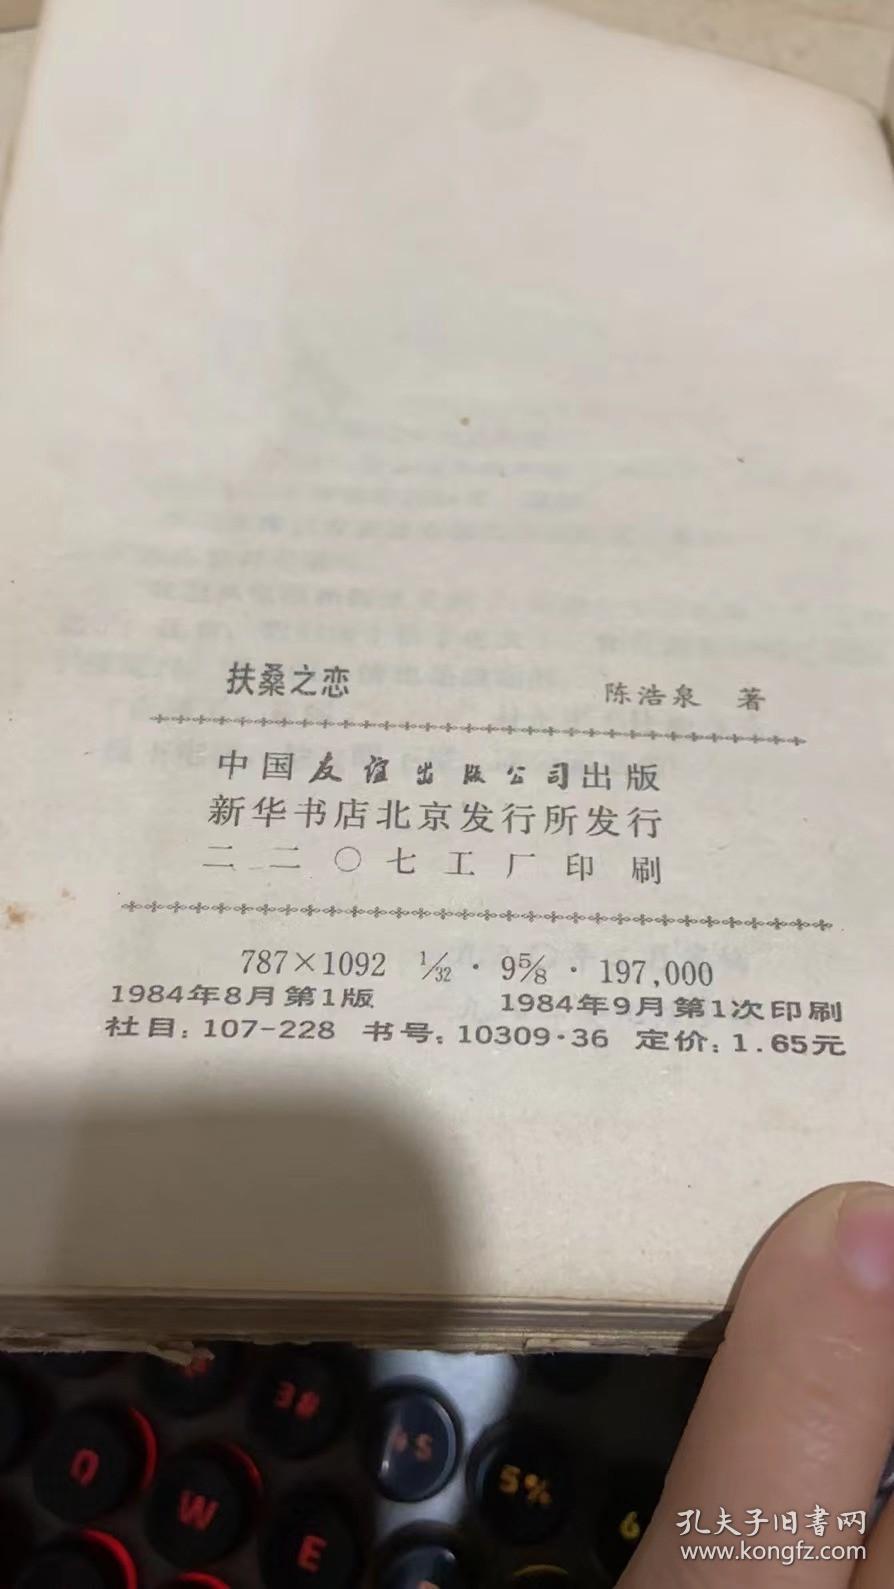 扶桑之恋 陈浩泉 著
中国友谊出版公司出版
新华书店北京发行所发行
二二〇七工厂印刷
787×1092 1/32 · 9 5/8 · 197,000
1984年8月第1版 1984年9月第1次印刷
社目：107-228 书号：10309·36 定价：1.65元
38
4S
5%
6
Q
W
E
孔夫子旧书网
www.kongfz.com